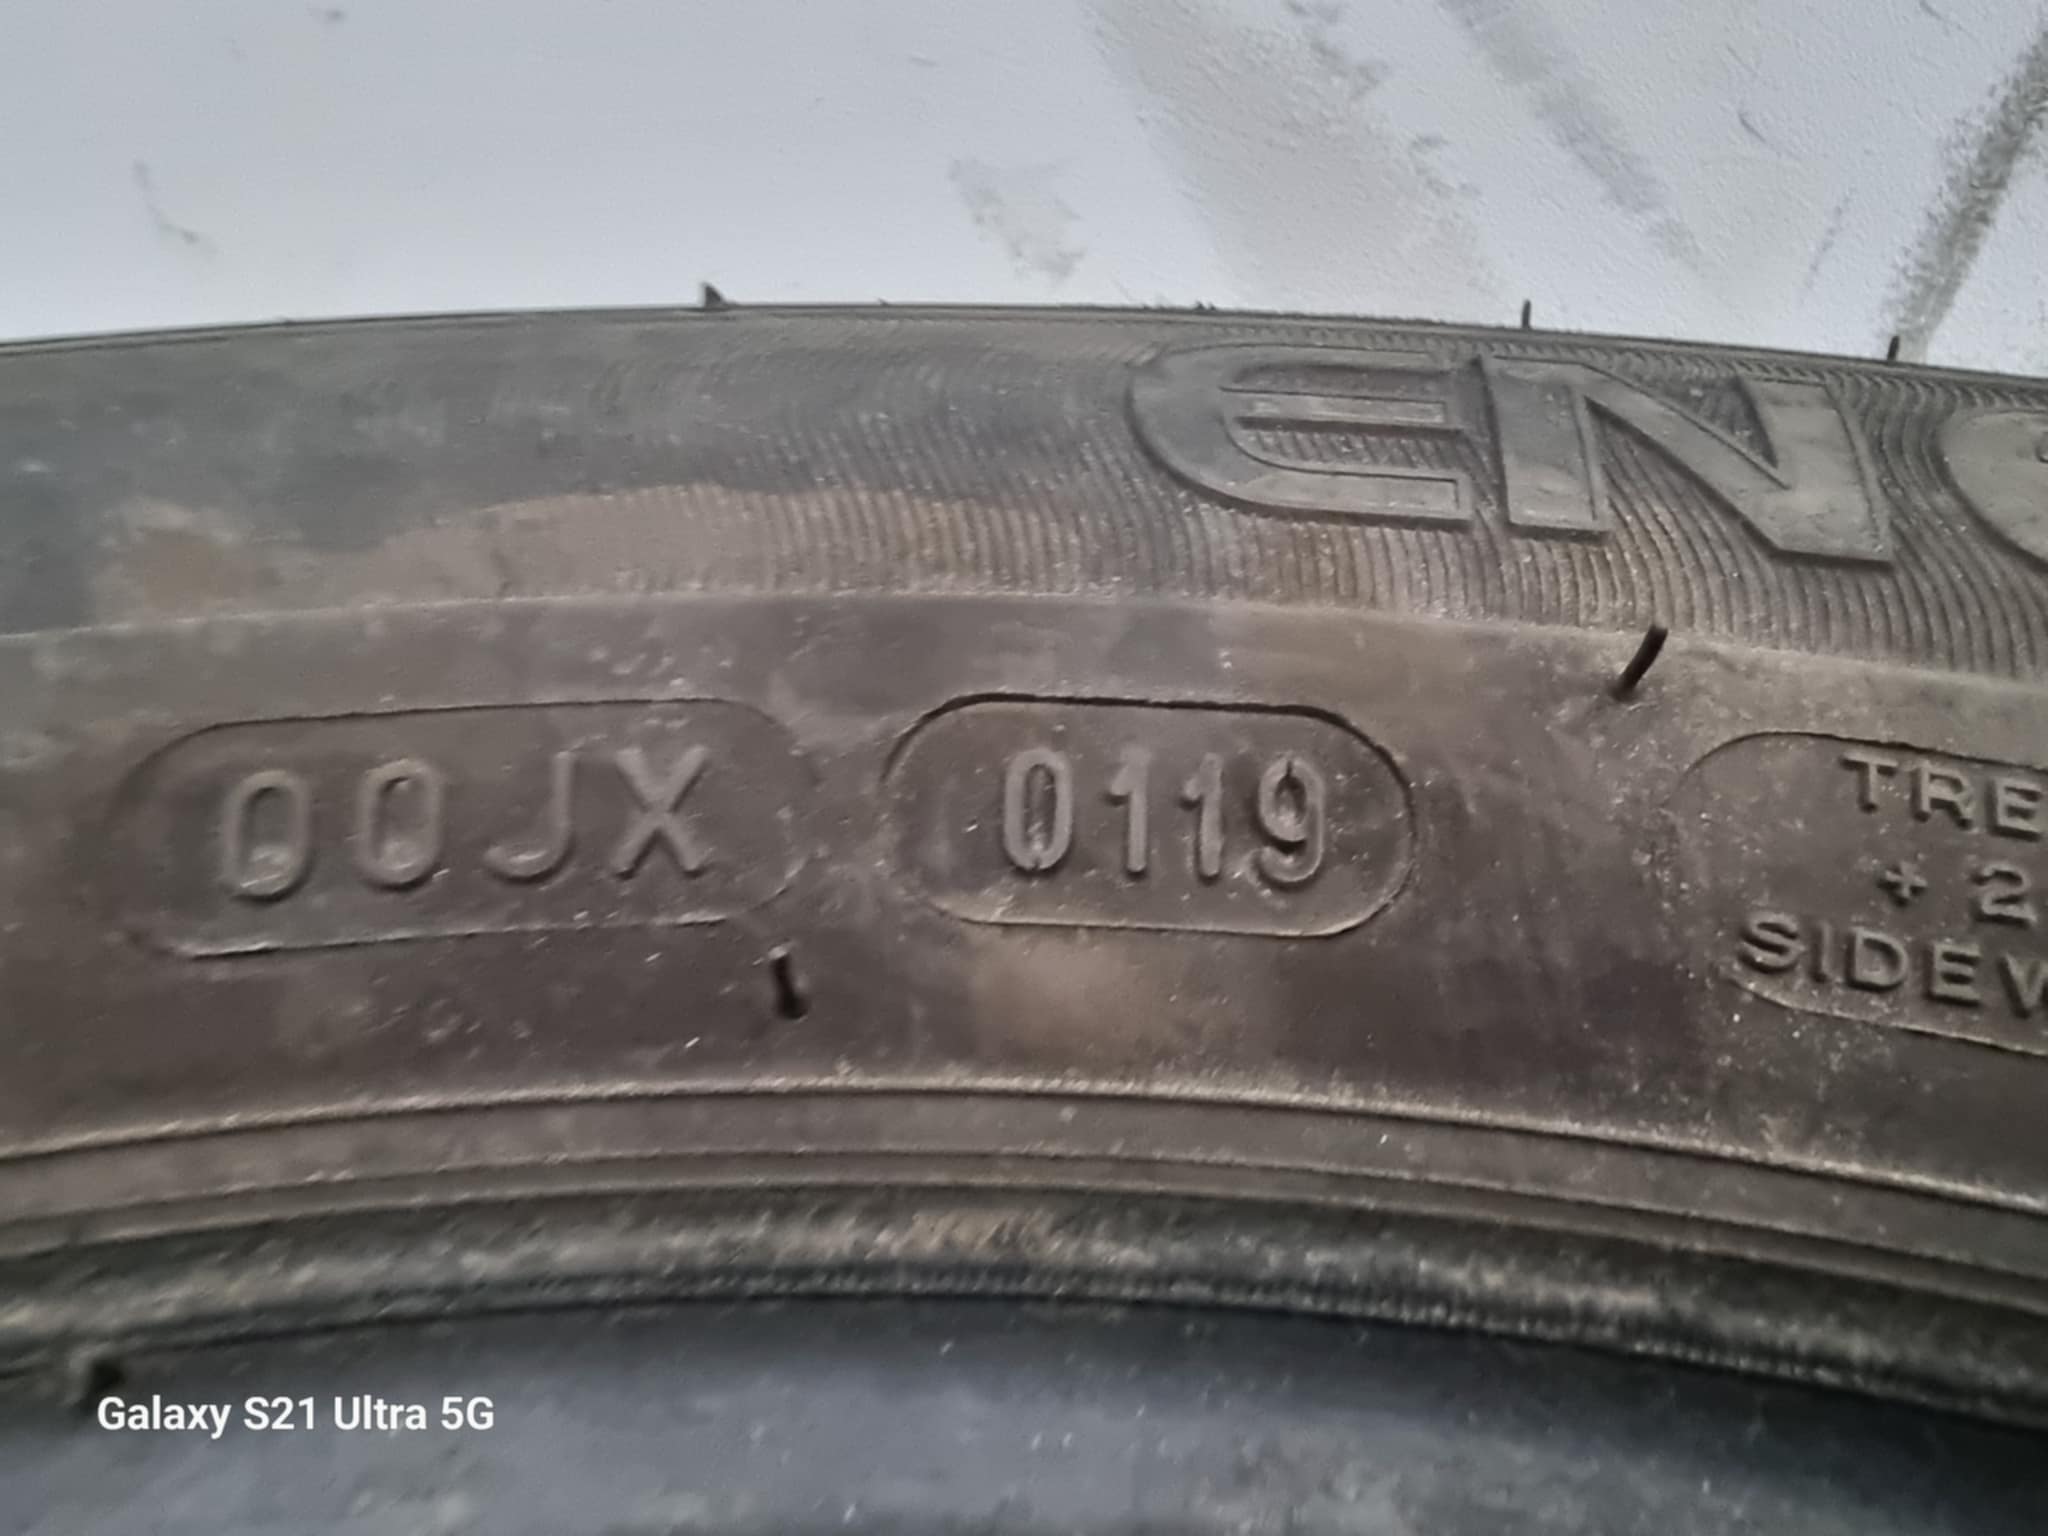 EN
00JX 0119
TRE
+ 2
SIDEW
Galaxy S21 Ultra 5G